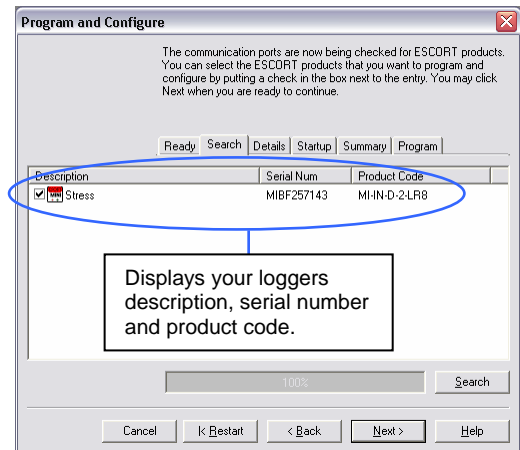 Program and Configure
The communication ports are now being checked for ESCORT products.
You can select the ESCORT products that you want to program and
configure by putting a check in the box next to the entry. You may click
Next when you are ready to continue.
Ready Search Details Startup Summary Program
Description Serial Num Product Code
MINI Stress MIBF257143 MI-IN-D-2-LR8
Displays your loggers
description, serial number
and product code.
100% Search
Cancel |< Restart < Back Next > Help